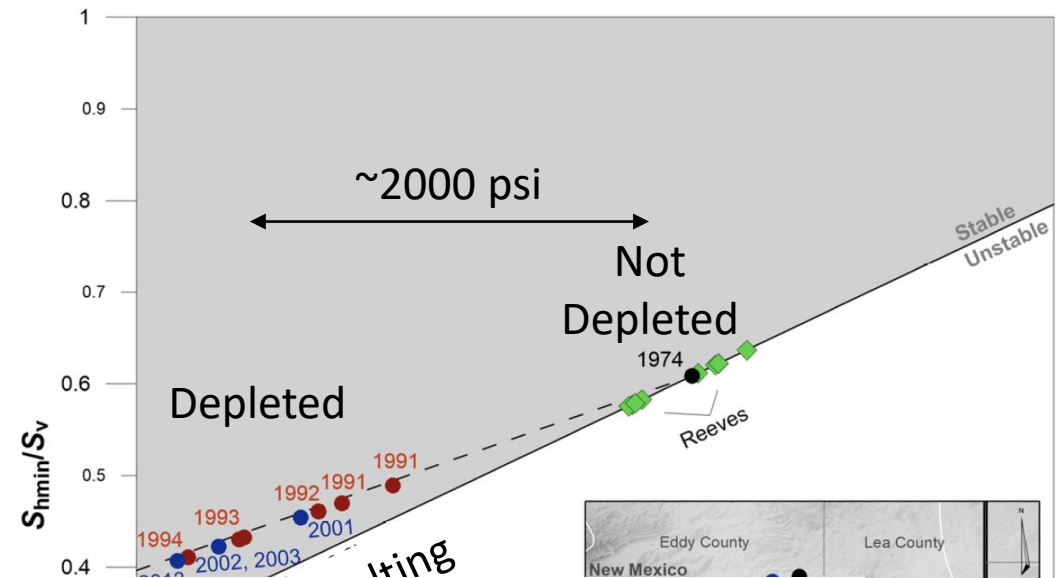 1
0.9
~2000 psi
0.8
Stable
Unstable
Not
0.7
Depleted
1974
0.6
Depleted
Reeves
Shmin/Sv
1991
0.5
1992
1991
1993
2001
1994
2002, 2003
Eddy County
Lea County
N
0.4
New Mexico